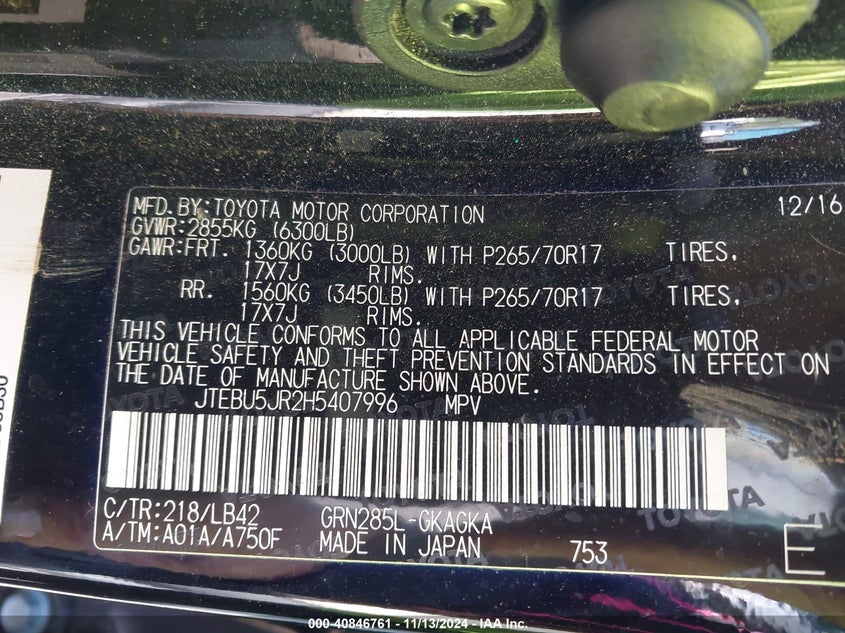 MFD. BY: TOYOTA MOTOR CORPORATION 12/16
GVWR: 2855KG (6300LB)
GAWR: FRT. 1360KG (3000LB) WITH P265/70R17 TIRES,
17X7J RIMS.
RR. 1560KG (3450LB) WITH P265/70R17 TIRES,
17X7J RIMS.
THIS VEHICLE CONFORMS TO ALL APPLICABLE FEDERAL MOTOR
VEHICLE SAFETY AND THEFT PREVENTION STANDARDS IN EFFECT ON
THE DATE OF MANUFACTURE SHOWN ABOVE.
JTEBU5JR2H5407996 MPV
C/TR: 218/LB42 GRN285L-GKAGKA
A/TM: A01A/A750F MADE IN JAPAN 753 E
000-40846761 - 11/13/2024 - IAA Inc.